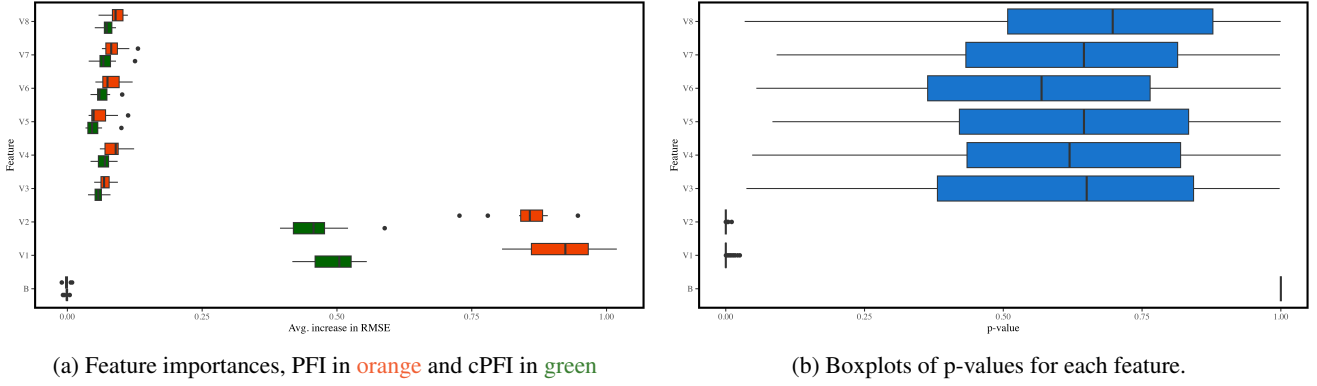 Feature
V8
V7
V6
V5
V4
V3
V2
V1
B
0.00 0.25 0.50 0.75 1.00
Avg. increase in RMSE
(a) Feature importances, PFI in orange and cPFI in green
Feature
V8
V7
V6
V5
V4
V3
V2
V1
B
0.00 0.25 0.50 0.75 1.00
p-value
(b) Boxplots of p-values for each feature.